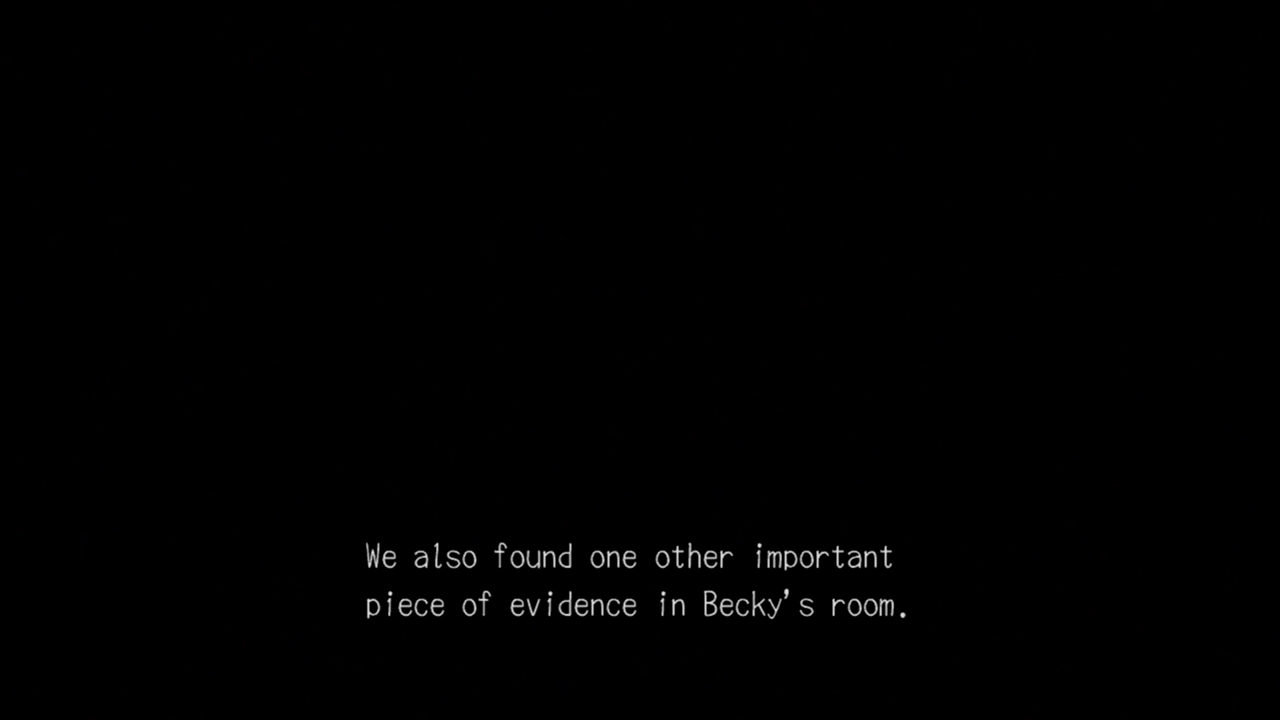 We also found one other important
piece of evidence in Becky's room.